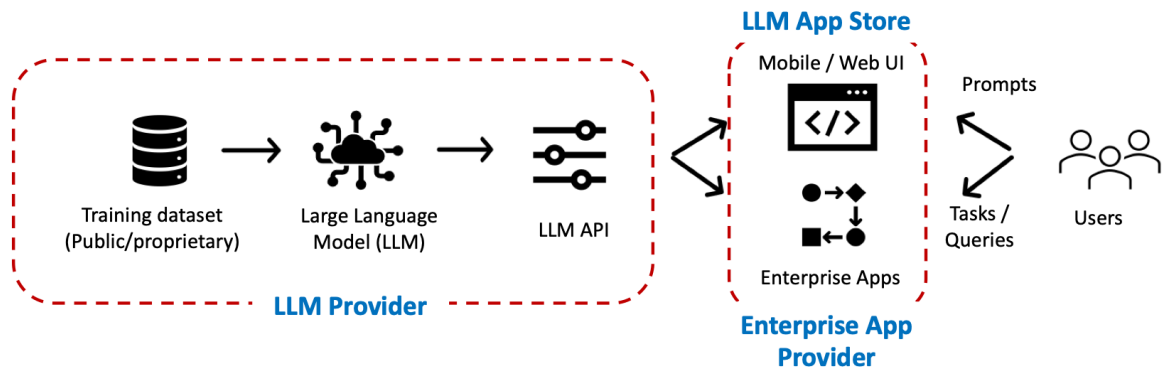 LLM App Store
Mobile / Web UI
Prompts
Training dataset
(Public/proprietary)
Large Language
Model (LLM)
LLM API
Tasks /
Queries
Users
Enterprise Apps
LLM Provider
Enterprise App
Provider